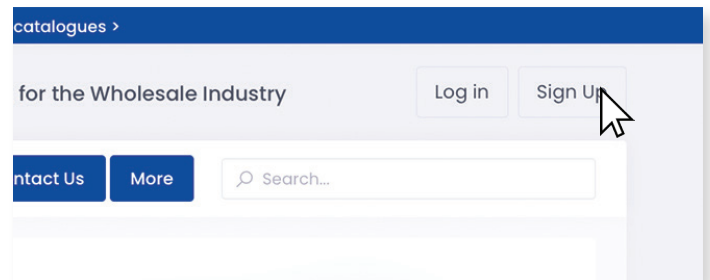 catalogues >
for the Wholesale Industry
Log in
Sign Up
ntact Us
More
Search...